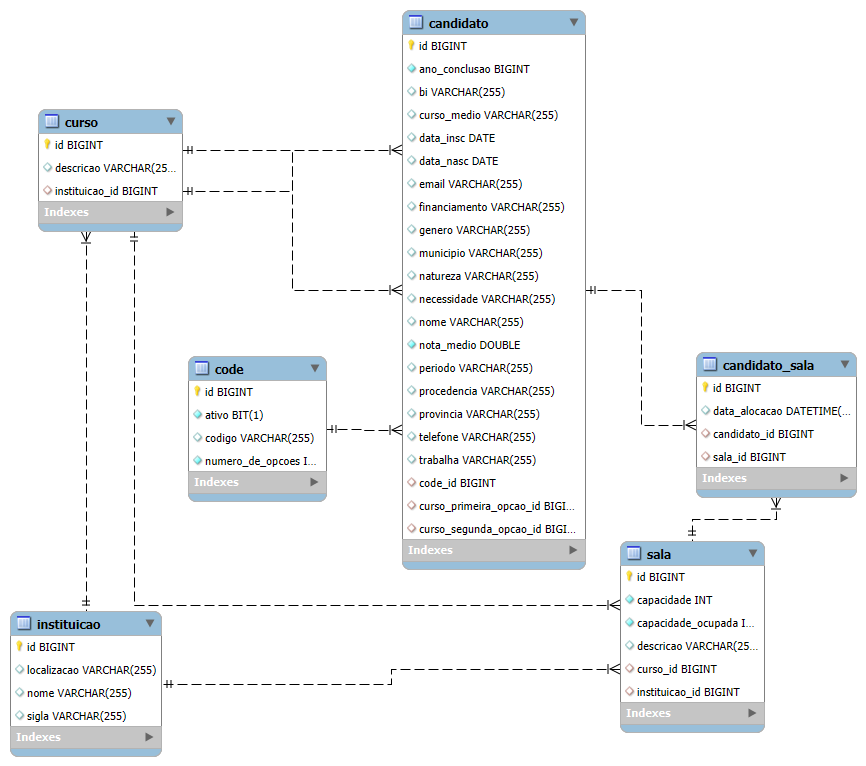 candidato
id BIGINT
ano_conclusao BIGINT
bi VARCHAR(255)
curso_medio VARCHAR(255)
data_insc DATE
data_nasc DATE
email VARCHAR(255)
financiamento VARCHAR(255)
genero VARCHAR(255)
municipio VARCHAR(255)
natureza VARCHAR(255)
necessidade VARCHAR(255)
nome VARCHAR(255)
nota_medio DOUBLE
periodo VARCHAR(255)
procedencia VARCHAR(255)
provincia VARCHAR(255)
telefone VARCHAR(255)
trabalha VARCHAR(255)
code_id BIGINT
curso_primeira_opcao_id BIGI...
curso_segunda_opcao_id BIGI...
Indexes
curso
id BIGINT
descricao VARCHAR(25...
instituicao_id BIGINT
Indexes
code
id BIGINT
ativo BIT(1)
codigo VARCHAR(255)
numero_de_opcoes I...
Indexes
candidato_sala
id BIGINT
data_alocacao DATETIME(...
candidato_id BIGINT
sala_id BIGINT
Indexes
sala
id BIGINT
capacidade INT
capacidade_ocupada I...
descricao VARCHAR(25...
curso_id BIGINT
instituicao_id BIGINT
Indexes
instituicao
id BIGINT
localizacao VARCHAR(255)
nome VARCHAR(255)
sigla VARCHAR(255)
Indexes